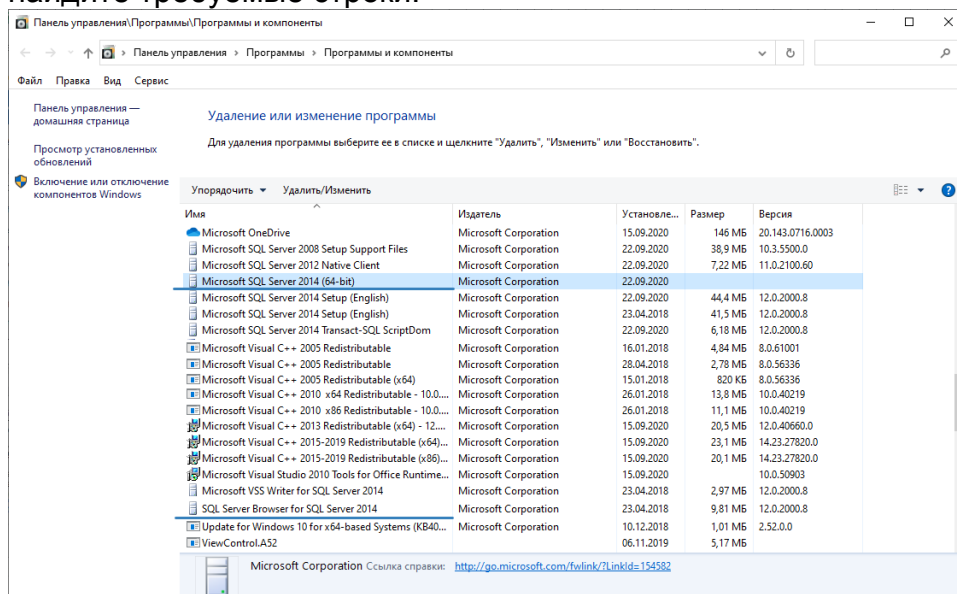 найдите требуемые строки.
Панель управления\Программы\Программы и компоненты
Панель управления › Программы › Программы и компоненты
Файл Правка Вид Сервис
Панель управления — домашняя страница
Просмотр установленных обновлений
Включение или отключение компонентов Windows
Удаление или изменение программы
Для удаления программы выберите ее в списке и щелкните "Удалить", "Изменить" или "Восстановить".
Упорядочить Удалить/Изменить
Имя Издатель Установле... Размер Версия
Microsoft OneDrive Microsoft Corporation 15.09.2020 146 МБ 20.143.0716.0003
Microsoft SQL Server 2008 Setup Support Files Microsoft Corporation 22.09.2020 38,9 МБ 10.3.5500.0
Microsoft SQL Server 2012 Native Client Microsoft Corporation 22.09.2020 7,22 МБ 11.0.2100.60
Microsoft SQL Server 2014 (64-bit) Microsoft Corporation 22.09.2020
Microsoft SQL Server 2014 Setup (English) Microsoft Corporation 22.09.2020 44,4 МБ 12.0.2000.8
Microsoft SQL Server 2014 Setup (English) Microsoft Corporation 23.04.2018 41,5 МБ 12.0.2000.8
Microsoft SQL Server 2014 Transact-SQL ScriptDom Microsoft Corporation 22.09.2020 6,18 МБ 12.0.2000.8
Microsoft Visual C++ 2005 Redistributable Microsoft Corporation 16.01.2018 4,84 МБ 8.0.61001
Microsoft Visual C++ 2005 Redistributable Microsoft Corporation 28.04.2018 2,78 МБ 8.0.56336
Microsoft Visual C++ 2005 Redistributable (x64) Microsoft Corporation 15.01.2018 820 КБ 8.0.56336
Microsoft Visual C++ 2010 x64 Redistributable - 10.0.... Microsoft Corporation 26.01.2018 13,8 МБ 10.0.40219
Microsoft Visual C++ 2010 x86 Redistributable - 10.0.... Microsoft Corporation 26.01.2018 11,1 МБ 10.0.40219
Microsoft Visual C++ 2013 Redistributable (x64) - 12.... Microsoft Corporation 15.09.2020 20,5 МБ 12.0.40660.0
Microsoft Visual C++ 2015-2019 Redistributable (x64)... Microsoft Corporation 15.09.2020 23,1 МБ 14.23.27820.0
Microsoft Visual C++ 2015-2019 Redistributable (x86)... Microsoft Corporation 15.09.2020 20,1 МБ 14.23.27820.0
Microsoft Visual Studio 2010 Tools for Office Runtime... Microsoft Corporation 15.09.2020 10.0.50903
Microsoft VSS Writer for SQL Server 2014 Microsoft Corporation 23.04.2018 2,97 МБ 12.0.2000.8
SQL Server Browser for SQL Server 2014 Microsoft Corporation 23.04.2018 9,81 МБ 12.0.2000.8
Update for Windows 10 for x64-based Systems (KB40... Microsoft Corporation 10.12.2018 1,01 МБ 2.52.0.0
ViewControl.A52 06.11.2019 5,17 МБ
Microsoft Corporation Ссылка справки: http://go.microsoft.com/fwlink/?LinkId=154582